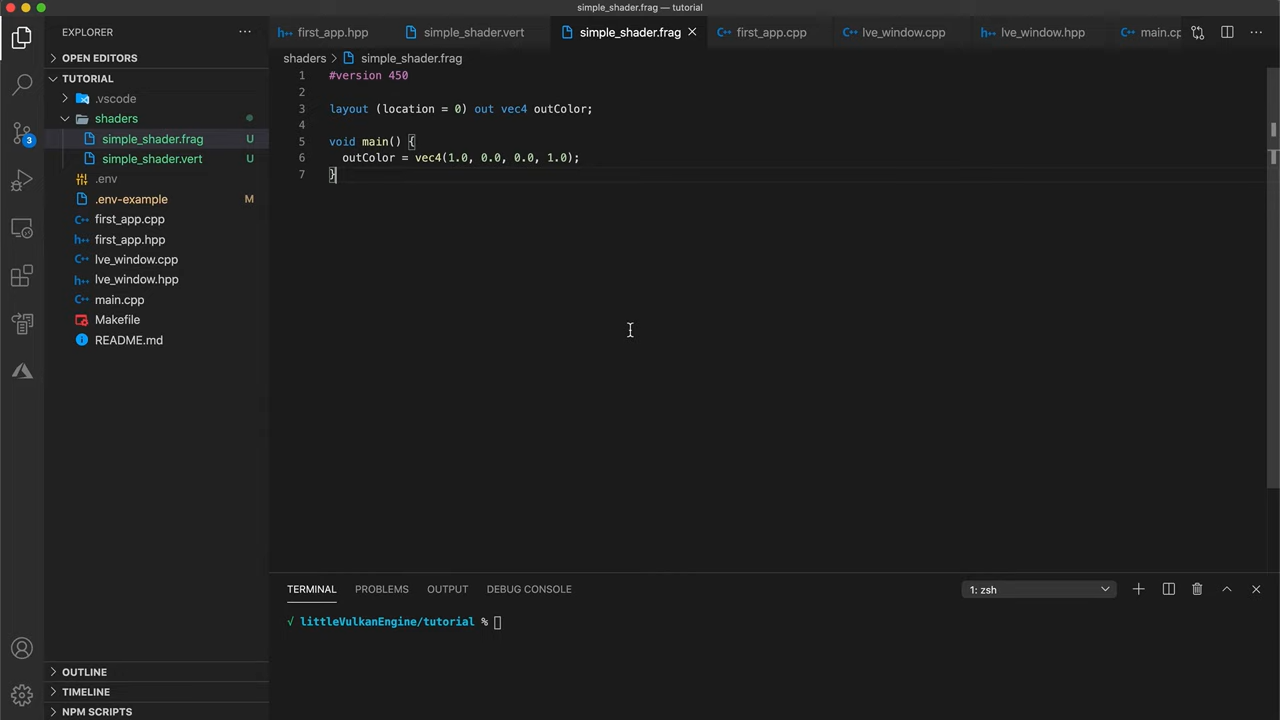 simple_shader.frag — tutorial
EXPLORER
first_app.hpp
simple_shader.vert
simple_shader.frag
first_app.cpp
lve_window.cpp
lve_window.hpp
main.cp
OPEN EDITORS
shaders > simple_shader.frag
TUTORIAL
.vscode
shaders
simple_shader.frag U
simple_shader.vert U
.env
.env-example M
first_app.cpp
first_app.hpp
lve_window.cpp
lve_window.hpp
main.cpp
Makefile
README.md
3
1 #version 450
2
3 layout (location = 0) out vec4 outColor;
4
5 void main() {
6 outColor = vec4(1.0, 0.0, 0.0, 1.0);
7 }
TERMINAL PROBLEMS OUTPUT DEBUG CONSOLE
1: zsh
√ littleVulkanEngine/tutorial %
OUTLINE
TIMELINE
NPM SCRIPTS